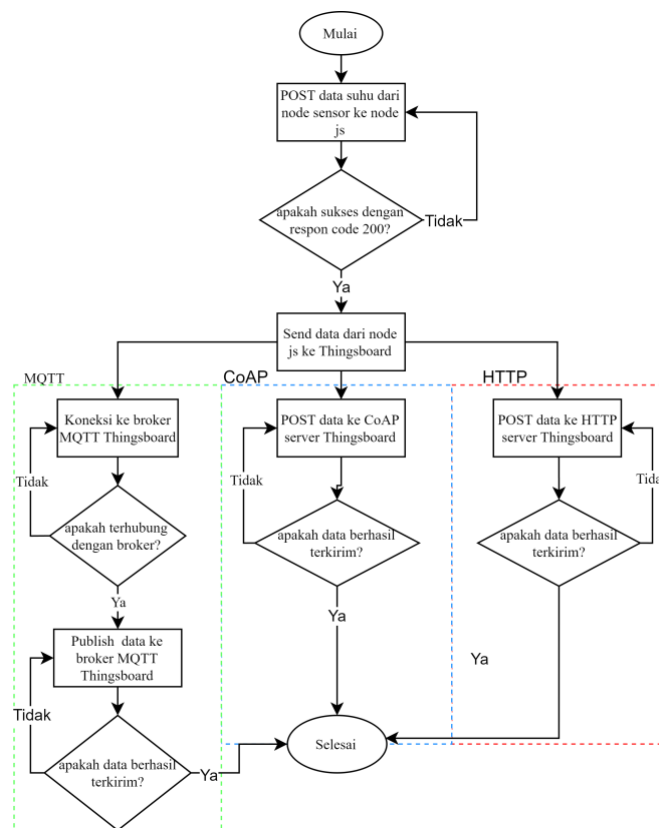 Mulai
POST data suhu dari
node sensor ke node
js
apakah sukses dengan
respon code 200?
Tidak
Ya
Send data dari node
js ke Thingsboard
MQTT
CoAP
HTTP
Koneksi ke broker
MQTT Thingsboard
POST data ke CoAP
server Thingsboard
POST data ke HTTP
server Thingsboard
Tidak
Tidak
Tida
apakah terhubung
dengan broker?
apakah data berhasil
terkirim?
apakah data berhasil
terkirim?
Ya
Ya
Publish data ke
broker MQTT
Thingsboard
Ya
Tidak
apakah data berhasil
terkirim?
Ya
Selesai